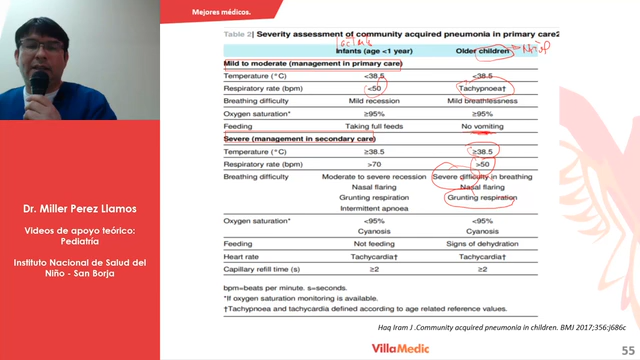 Mejores médicos.
Table 2| Severity assessment of community acquired pneumonia in primary care2
Infants (age <1 year) Older children
Mild to moderate (management in primary care)
Temperature (°C) <38.5 <38.5
Respiratory rate (bpm) <50 Tachypnoea†
Breathing difficulty Mild recession Mild breathlessness
Oxygen saturation* ≥95% ≥95%
Feeding Taking full feeds No vomiting
Severe (management in secondary care)
Temperature (°C) ≥38.5 ≥38.5
Respiratory rate (bpm) >70 >50
Breathing difficulty Moderate to severe recession Severe difficulty in breathing
Nasal flaring Nasal flaring
Grunting respiration Grunting respiration
Intermittent apnoea
Oxygen saturation* <95% <95%
Cyanosis Cyanosis
Feeding Not feeding Signs of dehydration
Heart rate Tachycardia† Tachycardia†
Capillary refill time (s) ≥2 ≥2
bpm=beats per minute. s=seconds.
*If oxygen saturation monitoring is available.
†Tachypnoea and tachycardia defined according to age related reference values.
Dr. Miller Perez Llamos
Videos de apoyo teórico:
Pediatría
Instituto Nacional de Salud del
Niño - San Borja
Haq Iram J .Community acquired pneumonia in children. BMJ 2017;356:j686c
VillaMedic
55